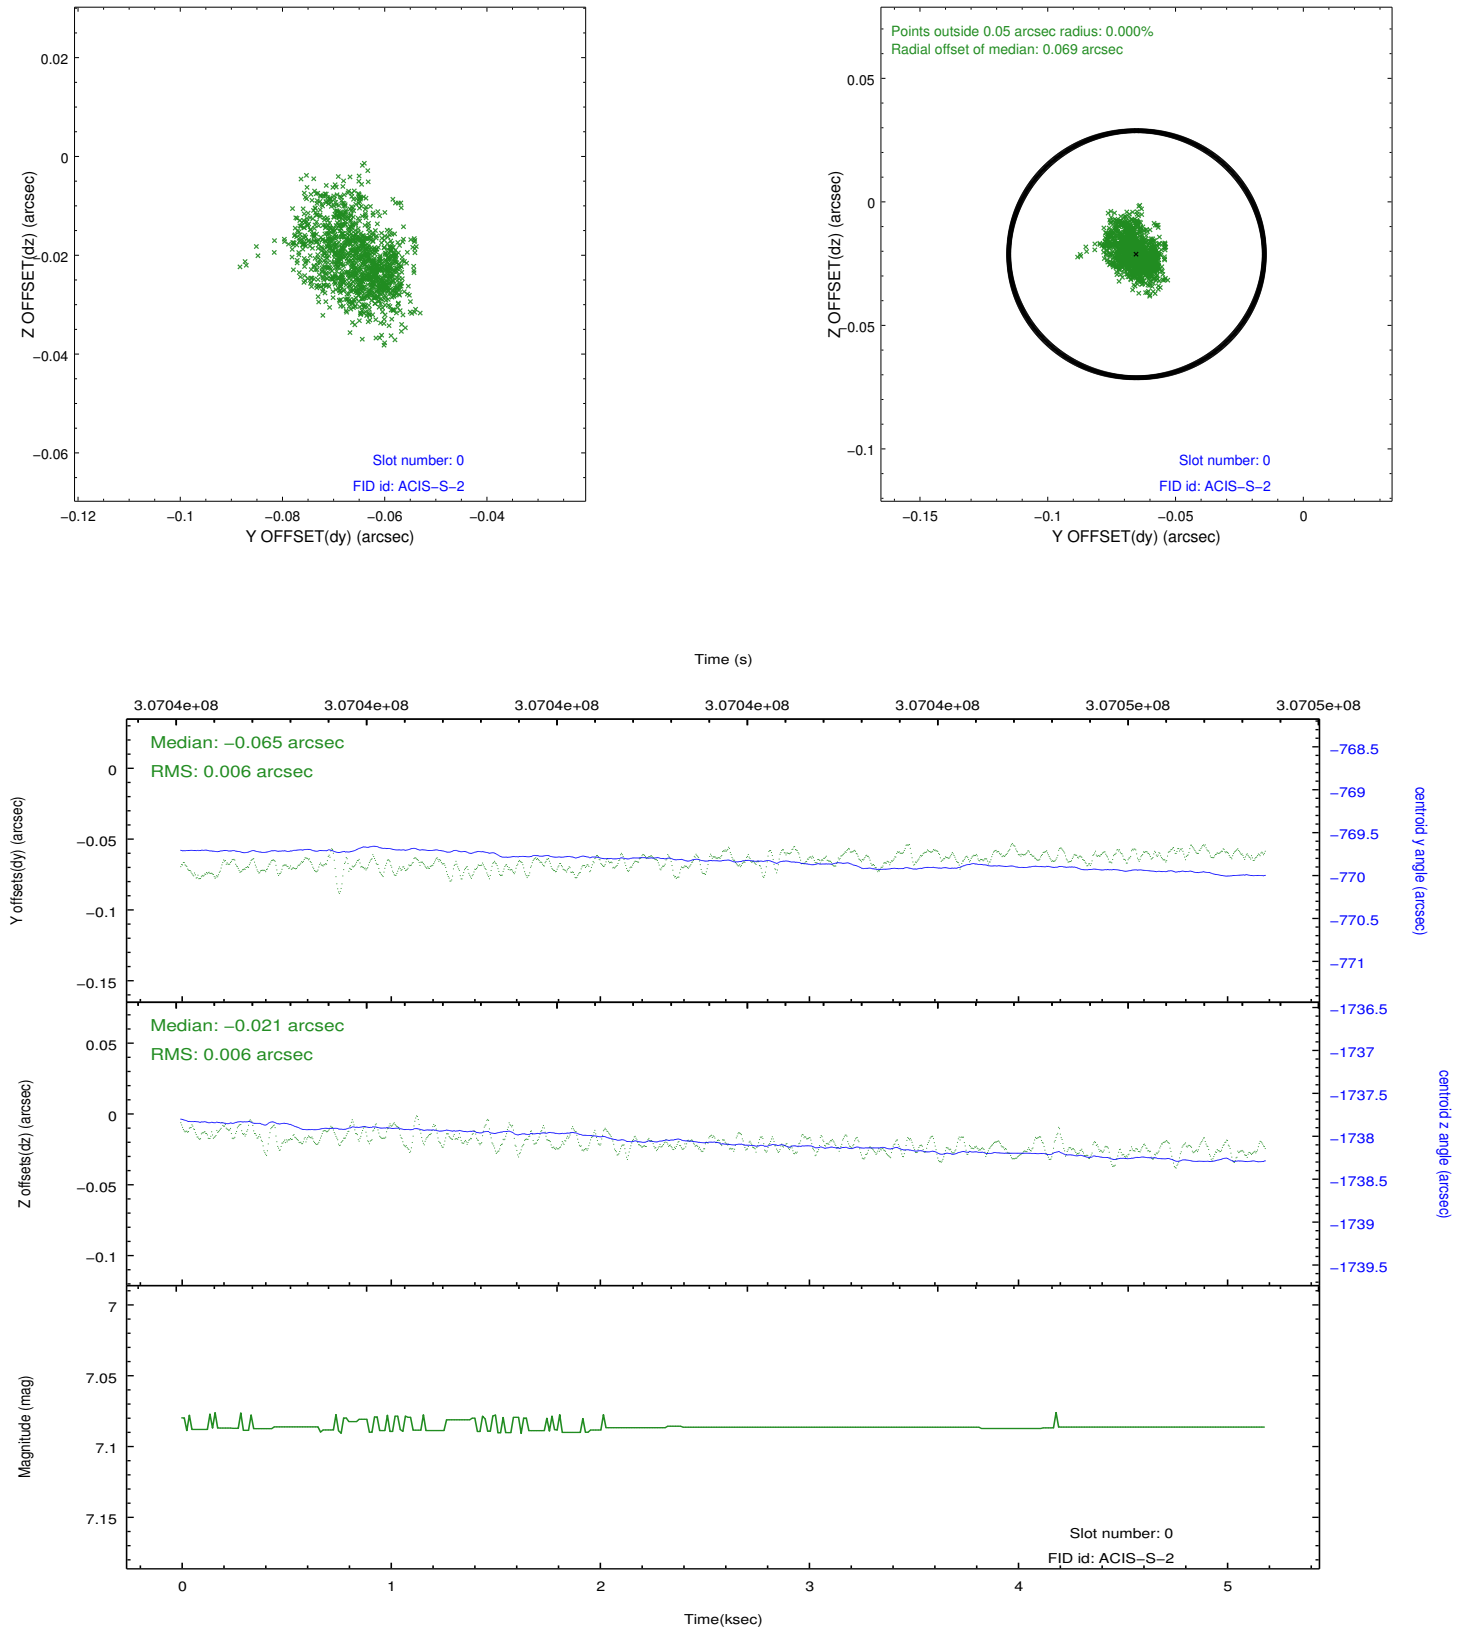 0.02
0
−0.02
−0.04
−0.06
Z OFFSET(dz) (arcsec)
Slot number: 0
FID id: ACIS−S−2
−0.12
−0.1
−0.08
−0.06
−0.04
Y OFFSET(dy) (arcsec)
Points outside 0.05 arcsec radius: 0.000%
Radial offset of median: 0.069 arcsec
0.05
0
−0.05
−0.1
Z OFFSET(dz) (arcsec)
Slot number: 0
FID id: ACIS−S−2
−0.15
−0.1
−0.05
0
Y OFFSET(dy) (arcsec)
Time (s)
3.0704e+08
3.0704e+08
3.0704e+08
3.0704e+08
3.0704e+08
3.0705e+08
3.0705e+08
Median: −0.065 arcsec
RMS: 0.006 arcsec
0
−0.05
−0.1
−0.15
Y offsets(dy) (arcsec)
−768.5
−769
−769.5
−770
−770.5
−771
centroid y angle (arcsec)
Median: −0.021 arcsec
RMS: 0.006 arcsec
0.05
0
−0.05
−0.1
Z offsets(dz) (arcsec)
−1736.5
−1737
−1737.5
−1738
−1738.5
−1739
−1739.5
centroid z angle (arcsec)
7
7.05
7.1
7.15
Magnitude (mag)
Slot number: 0
FID id: ACIS−S−2
0
1
2
3
4
5
Time(ksec)